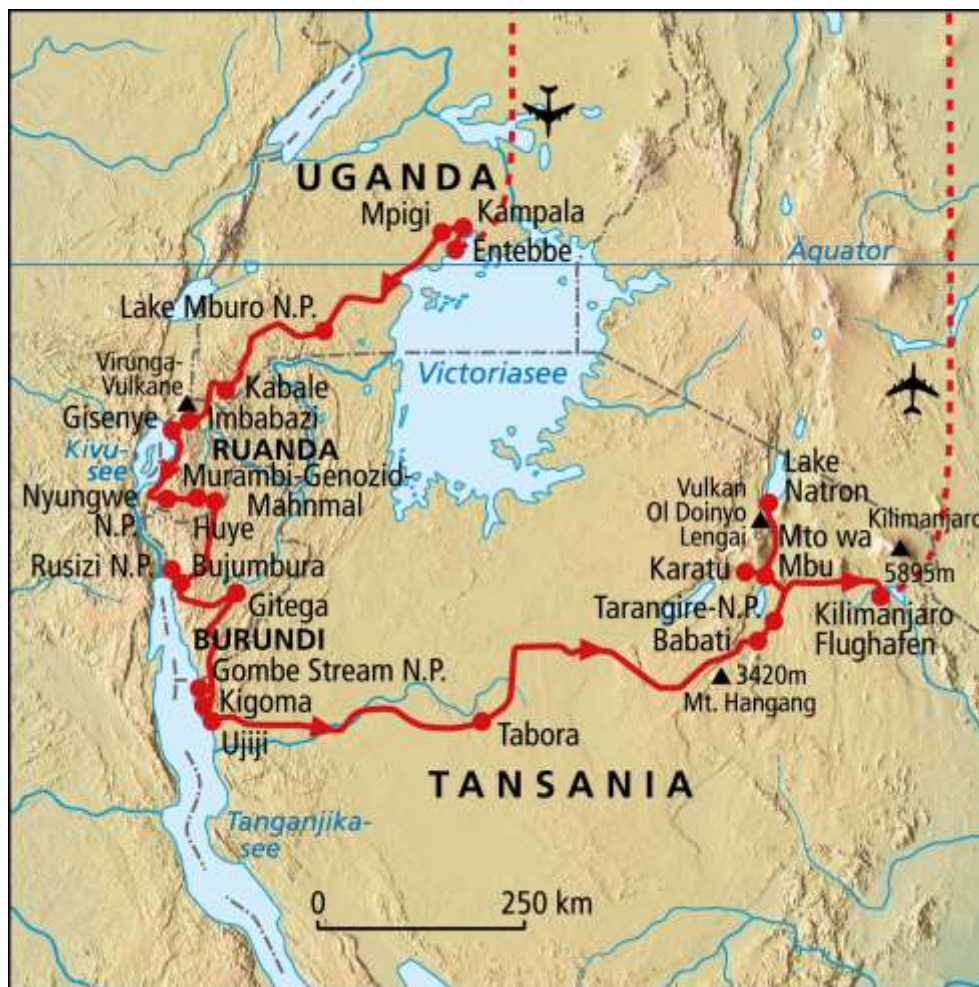 UGANDA
Mpigi
Kampala
Entebbe
Äquator
Lake Mburo N.P.
Virunga-
Vulkane
Victoriasee
Kabale
Gisenye
Imbabazi
Kivu-
see
RUANDA
Murambi-Genozid-
Mahnmal
Nyungwe
N.P.
Huye
Lake
Natron
Vulkan
Ol Doinyo
Lengai
Kilimanjaro
5895m
Mto wa
Mbu
Karatu
Rusizi N.P.
Bujumbura
Gitega
Tarangire-N.P.
Kilimanjaro
Flughafen
BURUNDI
Babati
Gombe Stream N.P.
3420m
Mt. Hangang
Kigoma
Ujiji
Tabora
TANSANIA
Tanganjika-
see
0 250 km